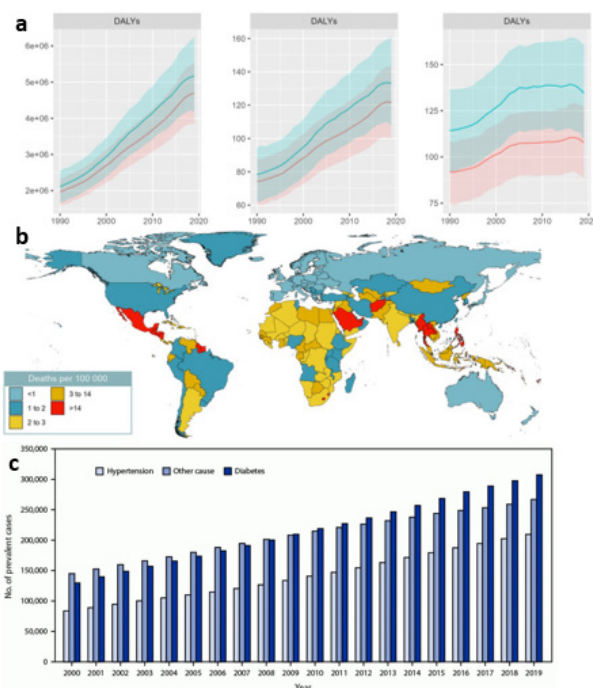 a
DALYs
DALYs
DALYs
6e+06
5e+06
4e+06
3e+06
2e+06
1990 2000 2010 2020
160
140
120
100
80
60
1990 2000 2010 2020
150
125
100
75
1990 2000 2010 2020
b
Deaths per 100 000
<1 3 to 14
1 to 2 >14
2 to 3
c
350,000
300,000
250,000
200,000
150,000
100,000
50,000
0
No. of prevalent cases
Hypertension Other cause Diabetes
2000 2001 2002 2003 2004 2005 2006 2007 2008 2009 2010 2011 2012 2013 2014 2015 2016 2017 2018 2019
Year